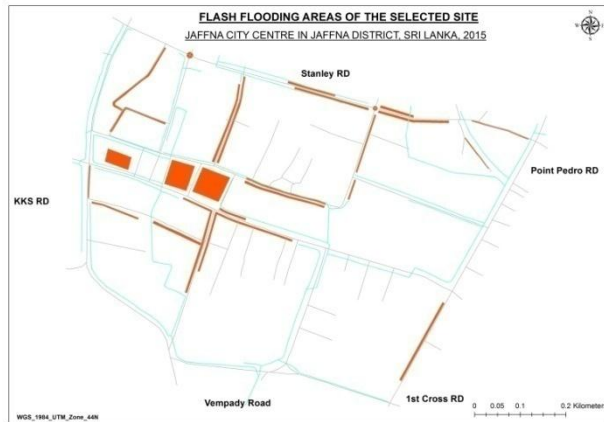 FLASH FLOODING AREAS OF THE SELECTED SITE
JAFFNA CITY CENTRE IN JAFFNA DISTRICT, SRI LANKA, 2015
Stanley RD
Point Pedro RD
KKS RD
Vempady Road
1st Cross RD
0 0.05 0.1 0.2 Kilometer
WGS_1984_UTM_Zone_44N